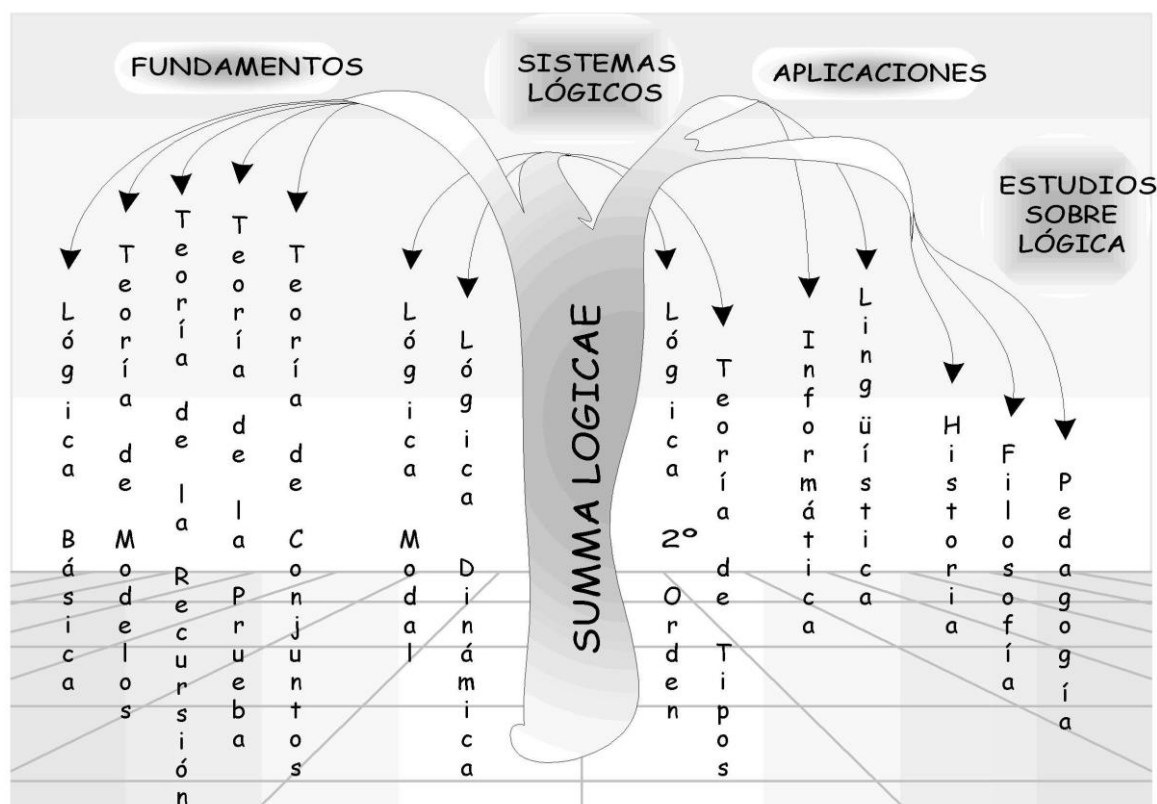 FUNDAMENTOS
SISTEMAS
LÓGICOS
APLICACIONES
ESTUDIOS
SOBRE
LÓGICA
Lógica Básica
Teoría de Modelos
Teoría de la Recursión
Teoría de la Prueba
Teoría de Conjuntos
Lógica Modal
Lógica Dinámica
SUMMA LOGICAE
Lógica 2º Orden
Teoría de Tipos
Informática
Lingüística
Historia
Filosofía
Pedagogía